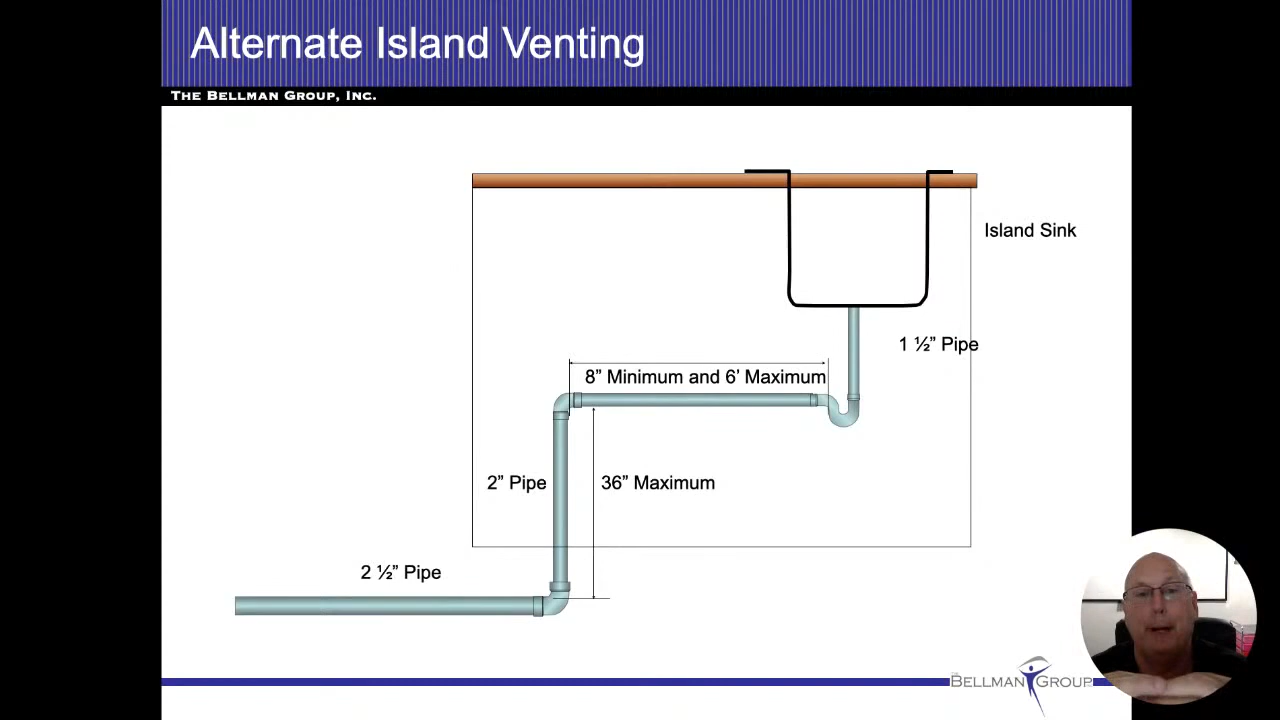 Alternate Island Venting
THE BELLMAN GROUP, INC.
Island Sink
1 ½” Pipe
8” Minimum and 6’ Maximum
2” Pipe
36” Maximum
2 ½” Pipe
BELLMAN GROUP